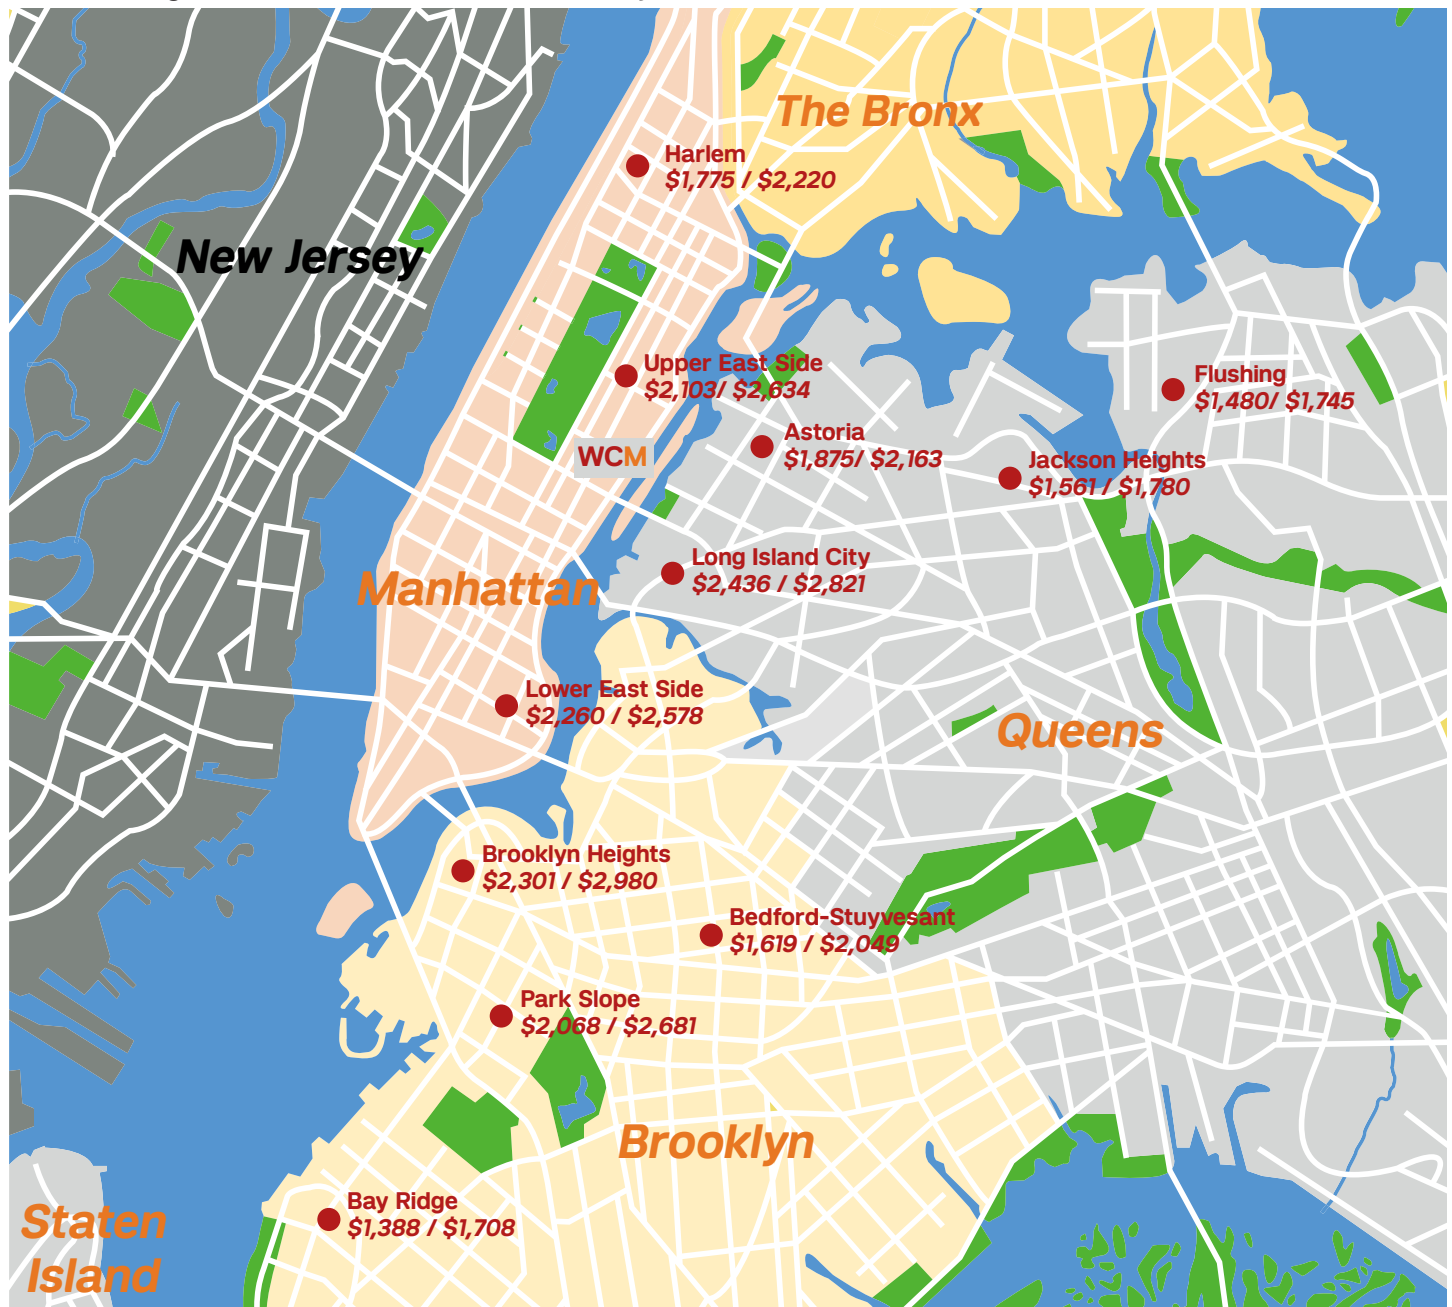 The Bronx
Harlem
$1,775 / $2,220
New Jersey
Upper East Side
$2,103/ $2,634
Flushing
$1,480/ $1,745
Astoria
$1,875/ $2,163
WCM
Jackson Heights
$1,561 / $1,780
Long Island City
$2,436 / $2,821
Manhattan
Lower East Side
$2,260 / $2,578
Queens
Brooklyn Heights
$2,301 / $2,980
Bedford-Stuyvesant
$1,619 / $2,049
Park Slope
$2,068 / $2,681
Brooklyn
Bay Ridge
$1,388 / $1,708
Staten
Island